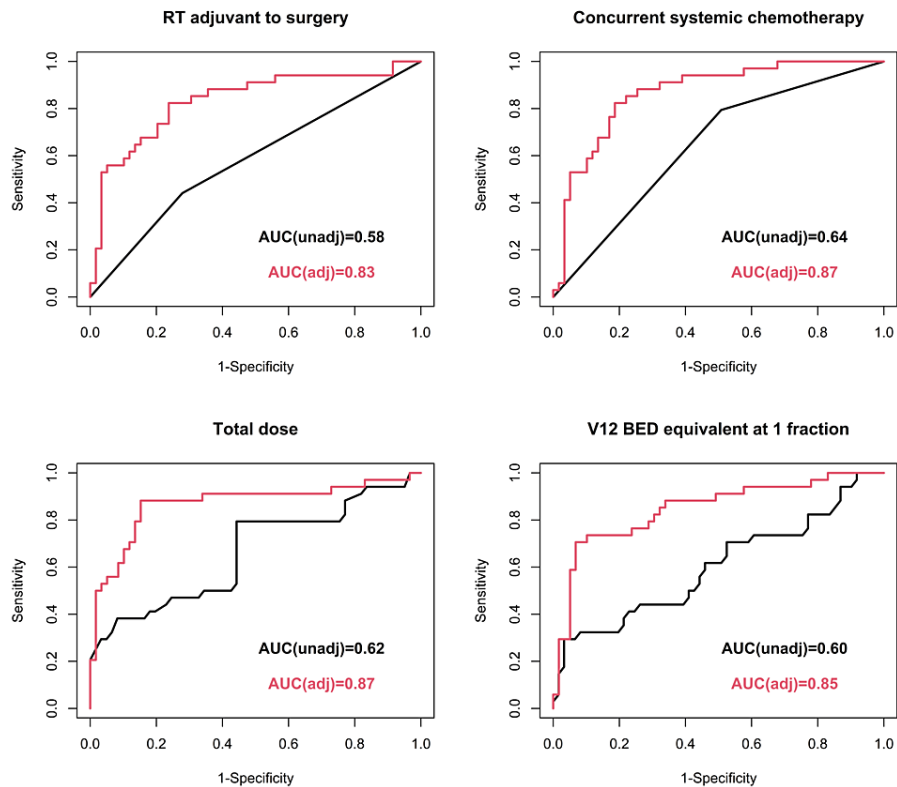 RT adjuvant to surgery
Sensitivity
0.0 0.2 0.4 0.6 0.8 1.0
AUC(unadj)=0.58
AUC(adj)=0.83
0.0 0.2 0.4 0.6 0.8 1.0
1-Specificity
Concurrent systemic chemotherapy
Sensitivity
0.0 0.2 0.4 0.6 0.8 1.0
AUC(unadj)=0.64
AUC(adj)=0.87
0.0 0.2 0.4 0.6 0.8 1.0
1-Specificity
Total dose
Sensitivity
0.0 0.2 0.4 0.6 0.8 1.0
AUC(unadj)=0.62
AUC(adj)=0.87
0.0 0.2 0.4 0.6 0.8 1.0
1-Specificity
V12 BED equivalent at 1 fraction
Sensitivity
0.0 0.2 0.4 0.6 0.8 1.0
AUC(unadj)=0.60
AUC(adj)=0.85
0.0 0.2 0.4 0.6 0.8 1.0
1-Specificity